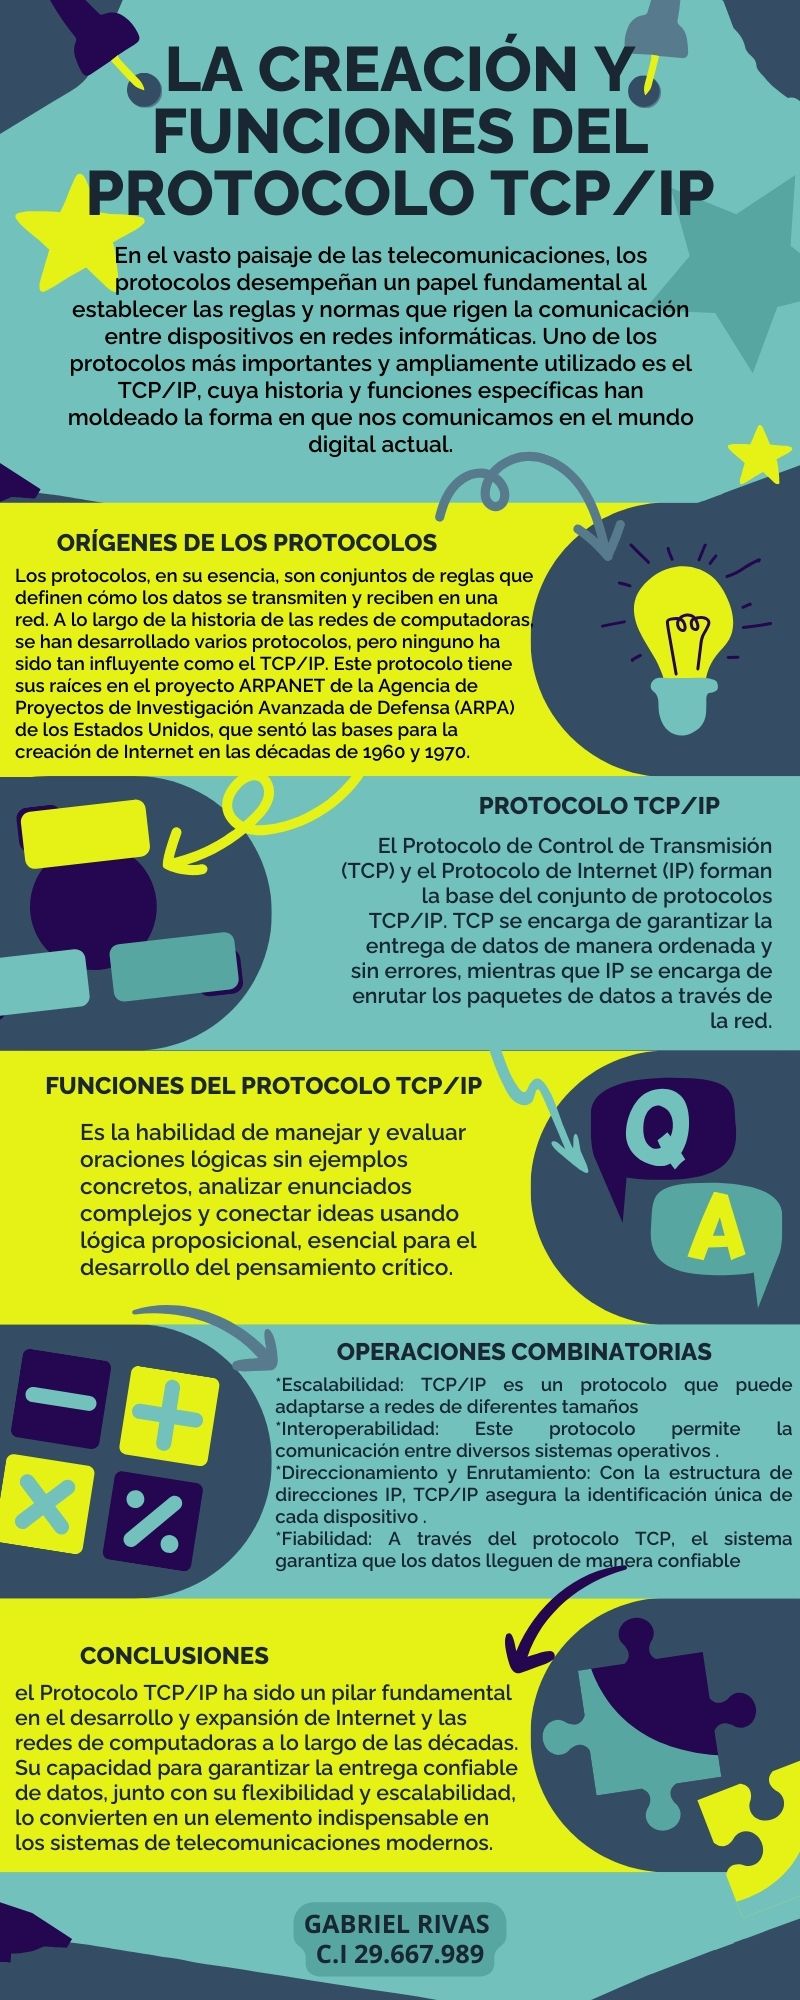 LA CREACIÓN Y
FUNCIONES DEL
PROTOCOLO TCP/IP
En el vasto paisaje de las telecomunicaciones, los
protocolos desempeñan un papel fundamental al
establecer las reglas y normas que rigen la comunicación
entre dispositivos en redes informáticas. Uno de los
protocolos más importantes y ampliamente utilizado es el
TCP/IP, cuya historia y funciones específicas han
moldeado la forma en que nos comunicamos en el mundo
digital actual.
ORÍGENES DE LOS PROTOCOLOS
Los protocolos, en su esencia, son conjuntos de reglas que
definen cómo los datos se transmiten y reciben en una
red. A lo largo de la historia de las redes de computadoras,
se han desarrollado varios protocolos, pero ninguno ha
sido tan influyente como el TCP/IP. Este protocolo tiene
sus raíces en el proyecto ARPANET de la Agencia de
Proyectos de Investigación Avanzada de Defensa (ARPA)
de los Estados Unidos, que sentó las bases para la
creación de Internet en las décadas de 1960 y 1970.
PROTOCOLO TCP/IP
El Protocolo de Control de Transmisión
(TCP) y el Protocolo de Internet (IP) forman
la base del conjunto de protocolos
TCP/IP. TCP se encarga de garantizar la
entrega de datos de manera ordenada y
sin errores, mientras que IP se encarga de
enrutar los paquetes de datos a través de
la red.
FUNCIONES DEL PROTOCOLO TCP/IP
Es la habilidad de manejar y evaluar
oraciones lógicas sin ejemplos
concretos, analizar enunciados
complejos y conectar ideas usando
lógica proposicional, esencial para el
desarrollo del pensamiento crítico.
Q
A
OPERACIONES COMBINATORIAS
*Escalabilidad: TCP/IP es un protocolo que puede
adaptarse a redes de diferentes tamaños
*Interoperabilidad: Este protocolo permite la
comunicación entre diversos sistemas operativos .
*Direccionamiento y Enrutamiento: Con la estructura de
direcciones IP, TCP/IP asegura la identificación única de
cada dispositivo .
*Fiabilidad: A través del protocolo TCP, el sistema
garantiza que los datos lleguen de manera confiable
CONCLUSIONES
el Protocolo TCP/IP ha sido un pilar fundamental
en el desarrollo y expansión de Internet y las
redes de computadoras a lo largo de las décadas.
Su capacidad para garantizar la entrega confiable
de datos, junto con su flexibilidad y escalabilidad,
lo convierten en un elemento indispensable en
los sistemas de telecomunicaciones modernos.
GABRIEL RIVAS
C.I 29.667.989